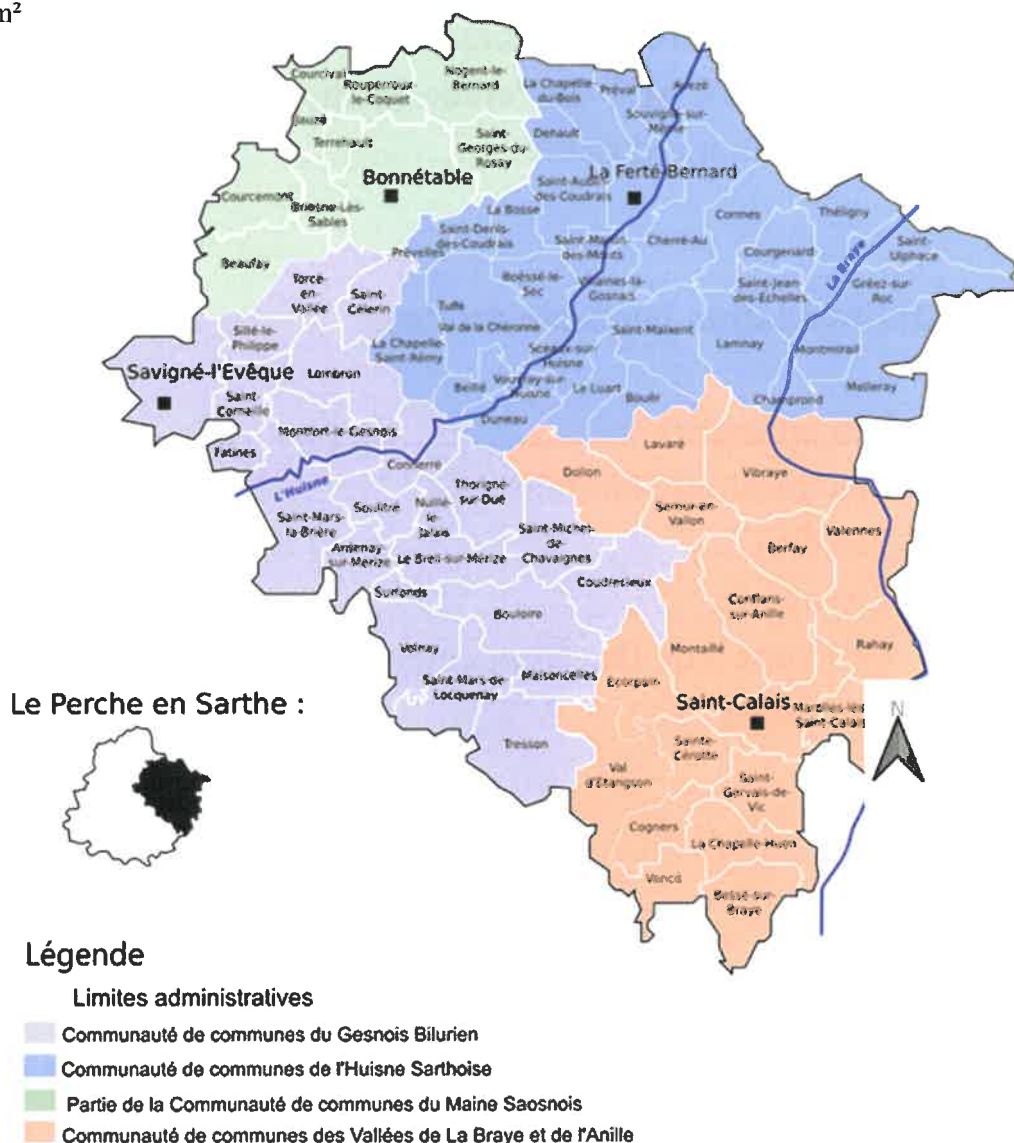 m²
Courcival
Nogent-le-
Bernard
Rouperroux-
le-Coquet
La Chapelle-
du-Bois
Préval
Avezé
Jauzé
Souvigné-sur-
Même
Terrehault
Dehault
Saint-
Georges-du-
Rosay
Bonnétable
La Ferté-Bernard
Saint-Aubin-
des-Coudrais
Courcemont
Briosne-Lès-
Sables
La Bosse
Cormes
Théligny
Saint-Denis-
des-Coudrais
Saint-Martin-
des-Monts
Cherré-Au
Courgenard
Saint-
Ulphace
La Braye
Prévelles
Beaufay
Boëssé-le-
Sec
Villaines-la-
Gosnais
Saint-Jean
des-Echelles
Gréez-sur-
Roc
Torcé-
en-
Vallée
Saint-
Célerin
Tuffé
Val de la Chéronne
Saint-Maixent
Sillé-le-
Philippe
La Chapelle-
Saint-Rémy
Sceaux-sur-
Huisne
Lamnay
Montmirail
Savigné-l'Evêque
Lombron
Beillé
Vouvray-sur-
Huisne
Le Luart
Bouër
Champrond
Melleray
Saint-
Corneille
Montfort-le-Gesnois
Duneau
Fatines
Connerré
Lavaré
Dollon
Vibraye
L'Huisne
Thorigné-
sur-Dué
Soulitré
Nuillé-
le-
Jalais
Semur-en-
Vallon
Saint-Mars-
la-Brière
Saint-Michel-
de-
Chavaignes
Valennes
Ardenay
-sur-Mérize
Le Breil-sur-Mérize
Berfay
Coudrecieux
Surfonds
Bouloire
Conflans-
sur-Anille
Volnay
Montaillé
Rahay
Saint-Mars-de-
Locquenay
Maisoncelles
Ecorpain
Saint-Calais
Marolles-les-
Saint-Calais
N
Le Perche en Sarthe :
Tresson
Sainte-
Cérotte
Val
d'Etangson
Saint-
Gervais-de-
Vic
Cogners
La Chapelle-Huon
Vancé
Bessé-sur-
Braye
Légende
Limites administratives
Communauté de communes du Gesnois Bilurien
Communauté de communes de l'Huisne Sarthoise
Partie de la Communauté de communes du Maine Saosnois
Communauté de communes des Vallées de La Braye et de l'Anille